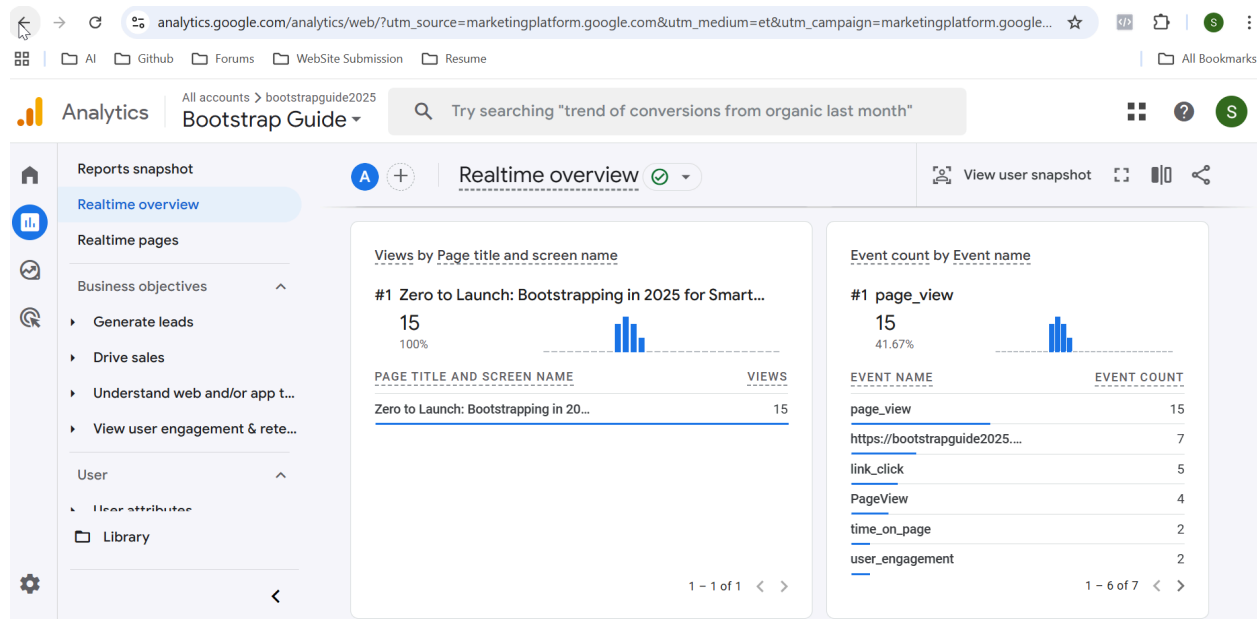 analytics.google.com/analytics/web/?utm_source=marketingplatform.google.com&utm_medium=et&utm_campaign=marketingplatform.google...
S
AI
Github
Forums
WebSite Submission
Resume
All Bookmarks
Analytics
All accounts > bootstrapguide2025
Bootstrap Guide
Try searching "trend of conversions from organic last month"
S
Reports snapshot
Realtime overview
Realtime pages
Business objectives
Generate leads
Drive sales
Understand web and/or app t...
View user engagement & rete...
User
User attributes
Library
A
Realtime overview
View user snapshot
Views by Page title and screen name
#1 Zero to Launch: Bootstrapping in 2025 for Smart...
15
100%
PAGE TITLE AND SCREEN NAME VIEWS
Zero to Launch: Bootstrapping in 20... 15
1 – 1 of 1
Event count by Event name
#1 page_view
15
41.67%
EVENT NAME EVENT COUNT
page_view 15
https://bootstrapguide2025.... 7
link_click 5
PageView 4
time_on_page 2
user_engagement 2
1 – 6 of 7